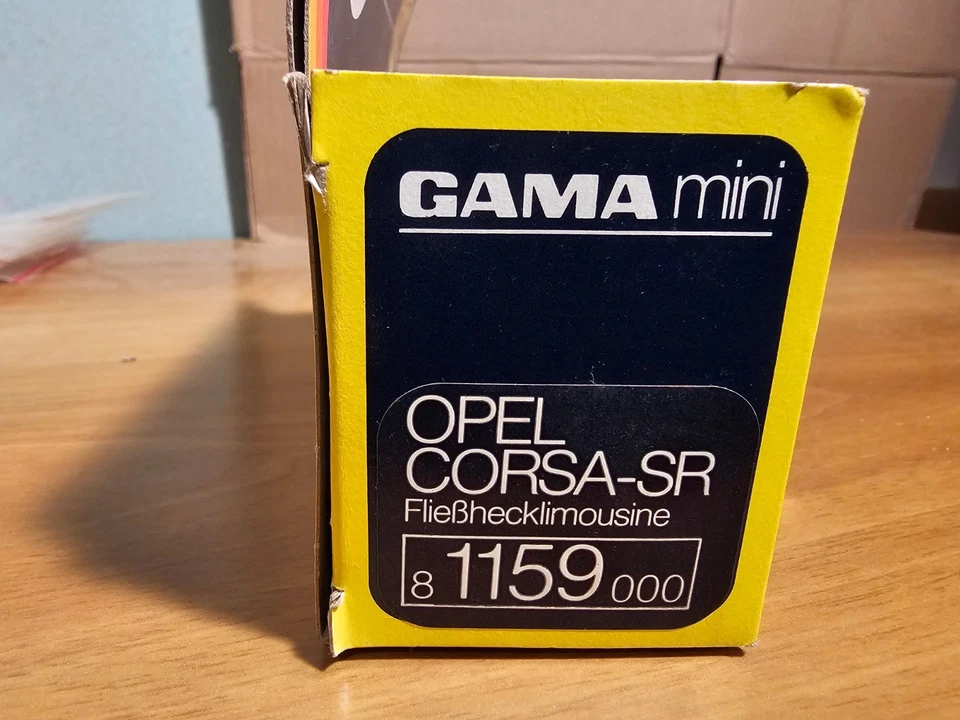 GAMA mini
OPEL
CORSA-SR
Fließhecklimousine
8 1159 000